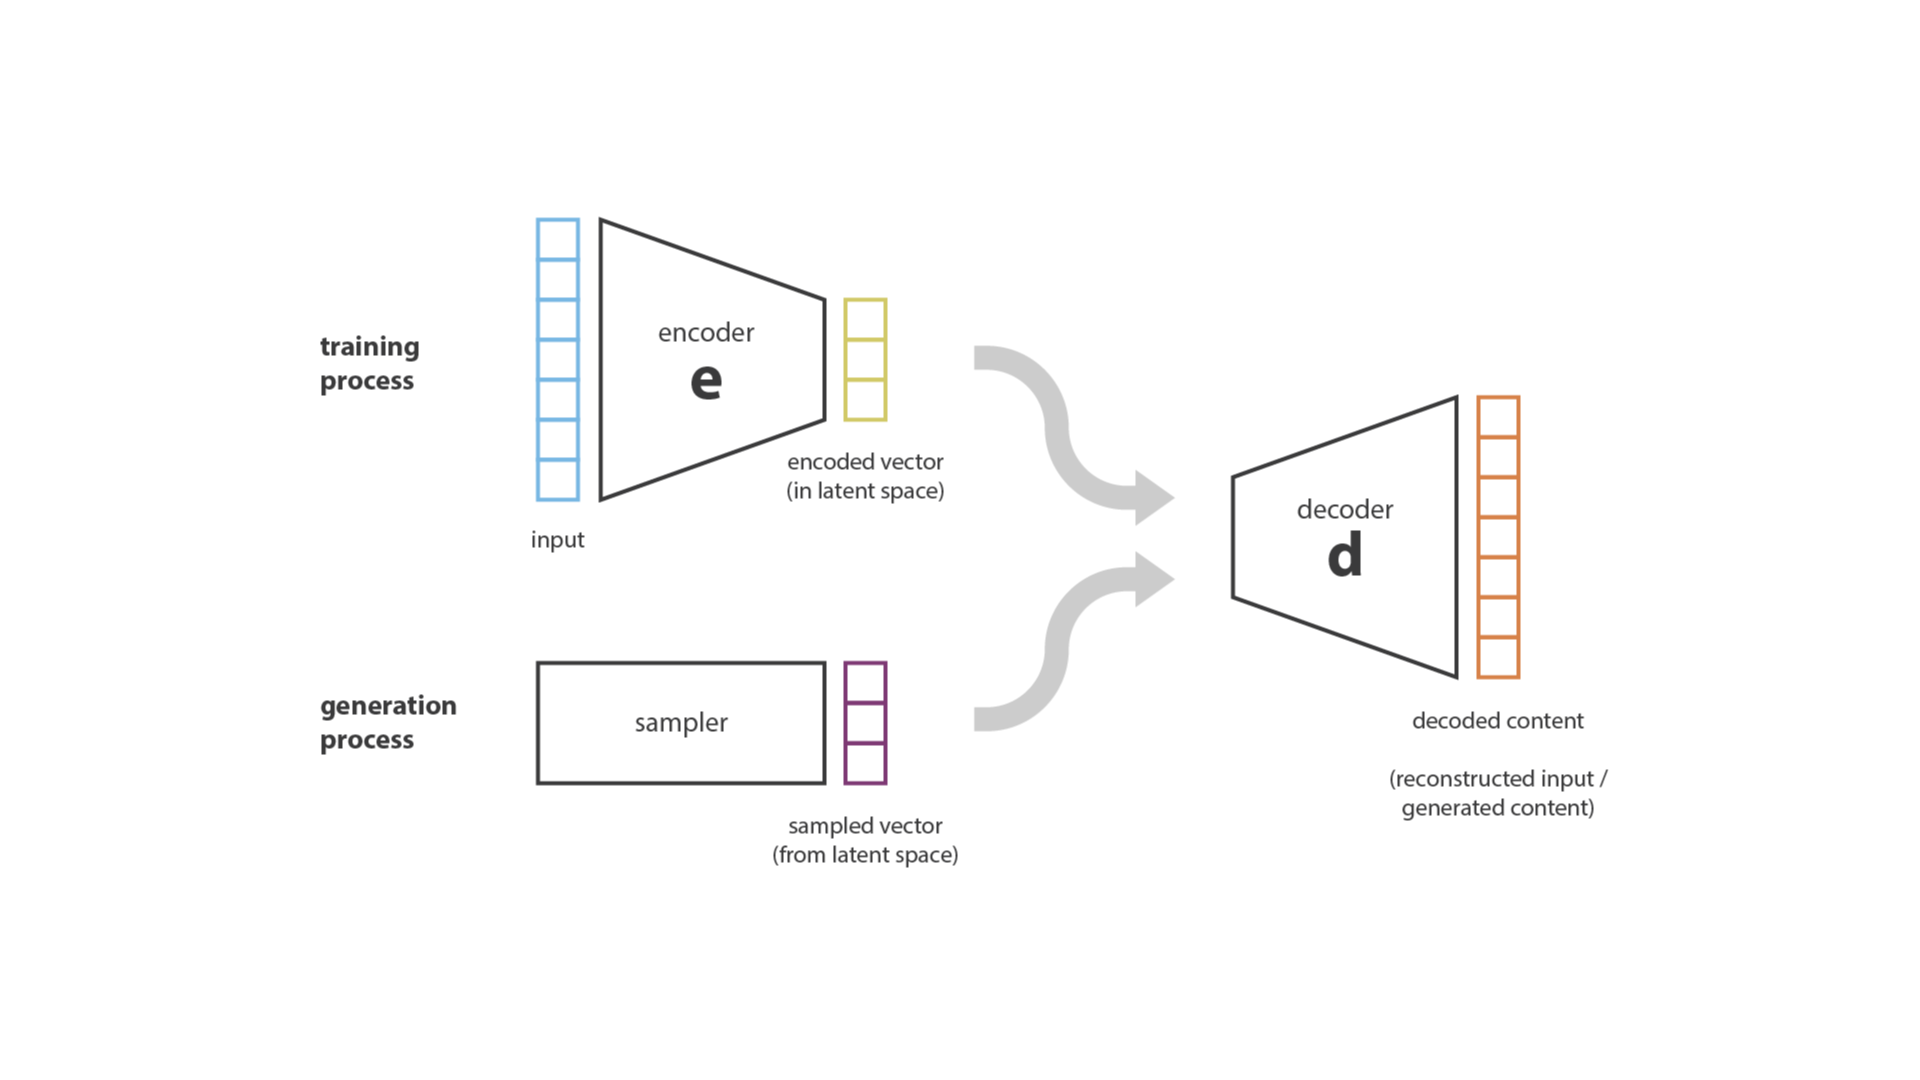 training
process
encoder
e
encoded vector
(in latent space)
input
generation
process
sampler
sampled vector
(from latent space)
decoder
d
decoded content
(reconstructed input /
generated content)